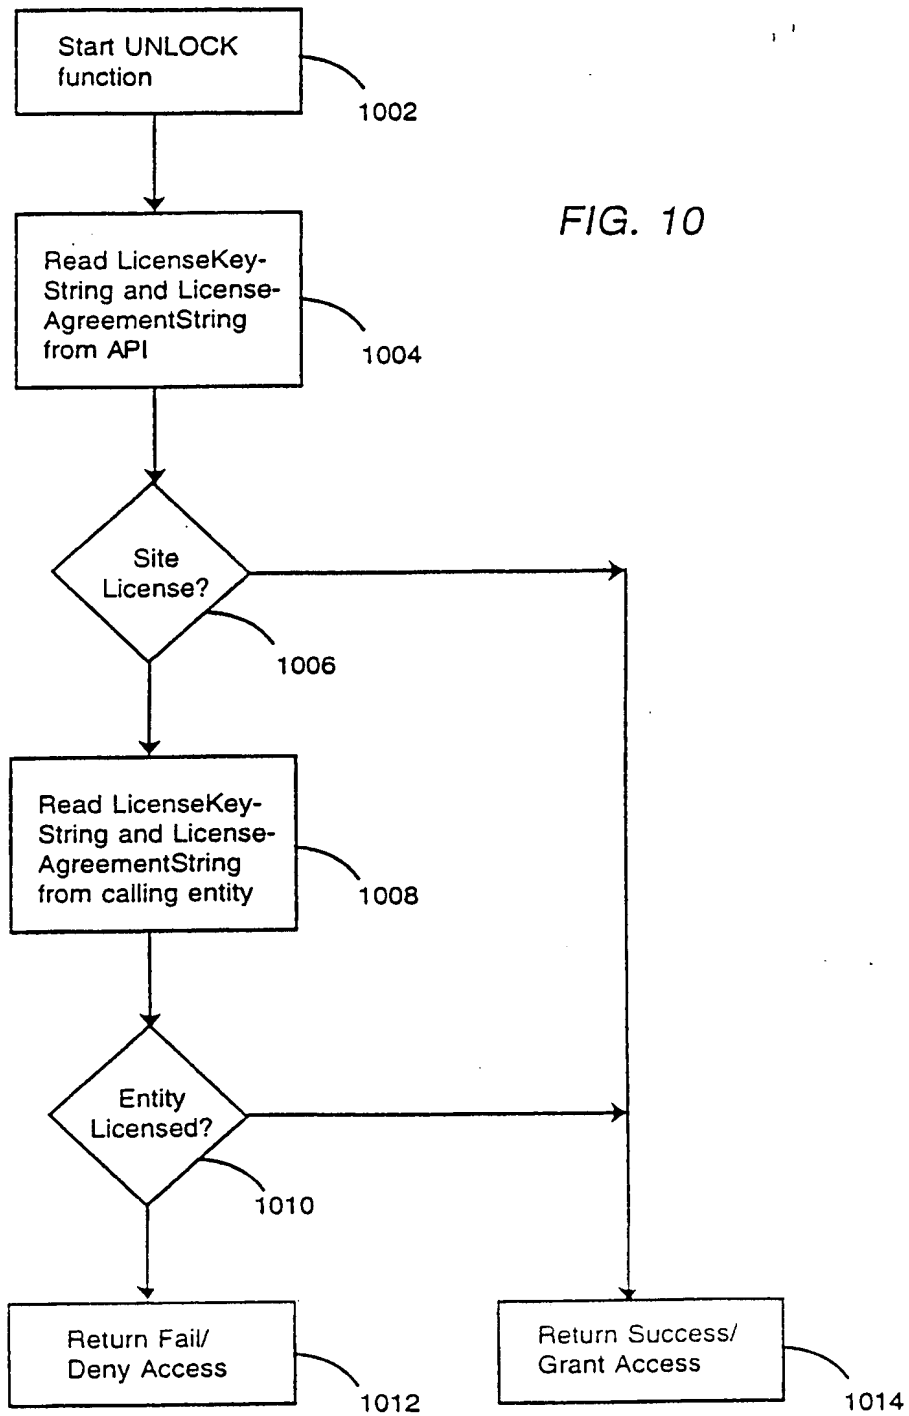 Start UNLOCK
function
1002
FIG. 10
Read LicenseKey-
String and License-
AgreementString
from API
1004
Site
License?
1006
Read LicenseKey-
String and License-
AgreementString
from calling entity
1008
Entity
Licensed?
1010
Return Fail/
Deny Access
1012
Return Success/
Grant Access
1014